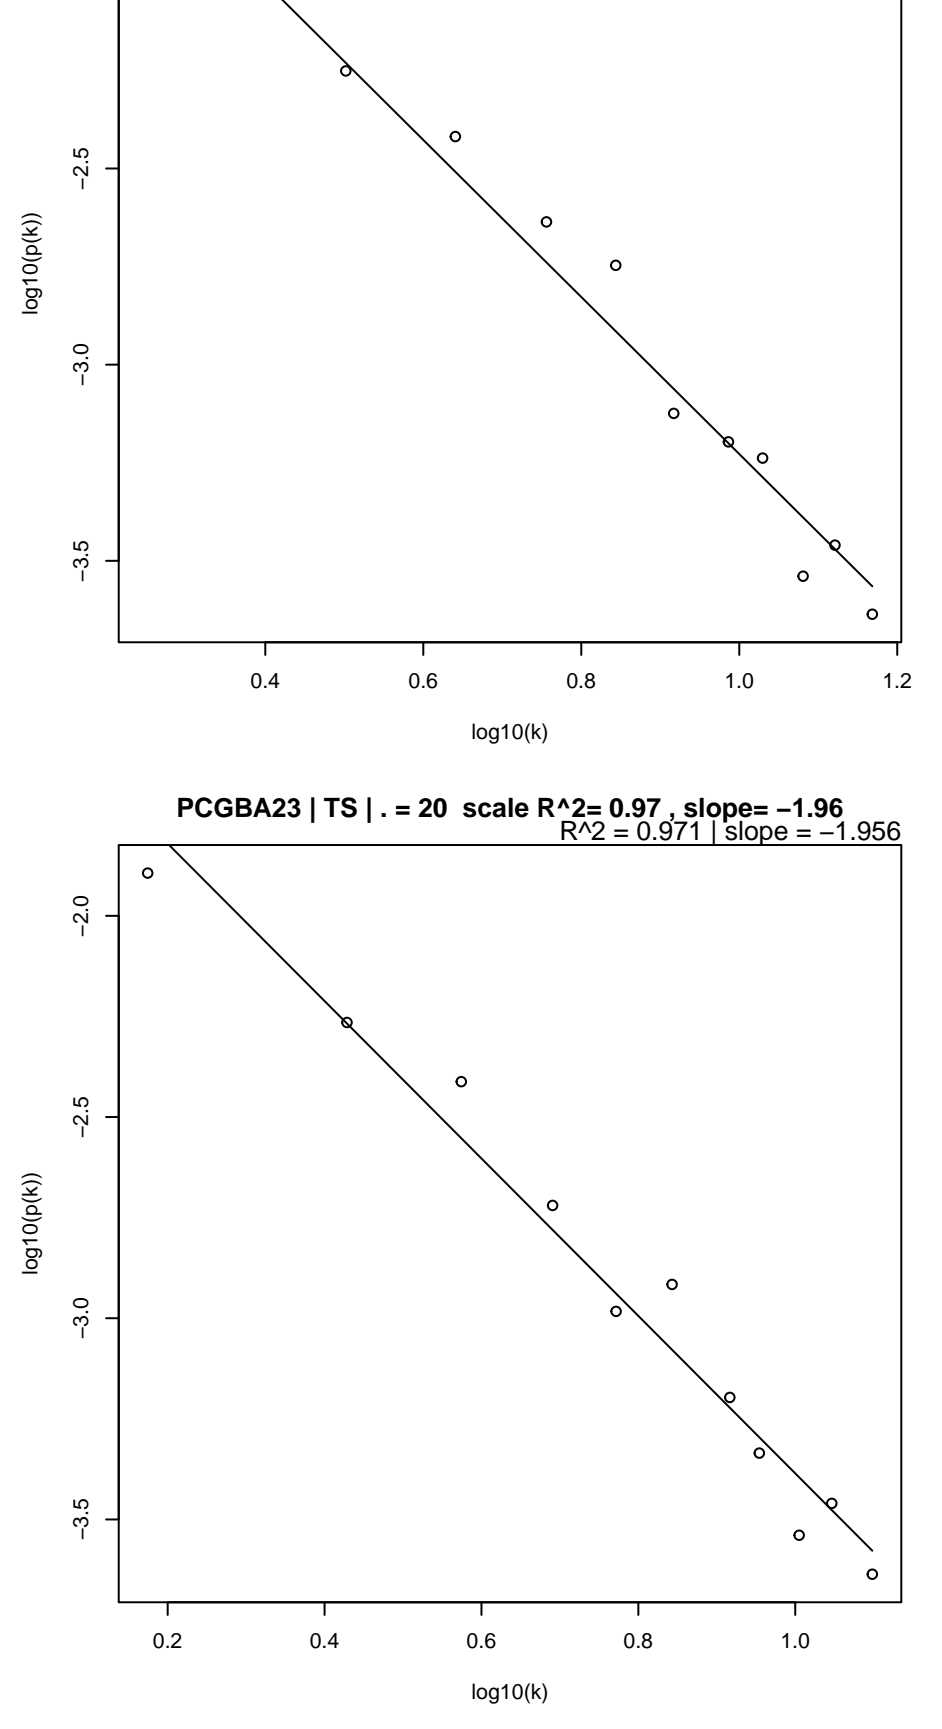 −2.5
−3.0
−3.5
log10(p(k))
0.4 0.6 0.8 1.0 1.2
log10(k)
PCGBA23 | TS | . = 20 scale R^2= 0.97 , slope= −1.96
R^2 = 0.971 | slope = −1.956
−2.0
−2.5
−3.0
−3.5
log10(p(k))
0.2 0.4 0.6 0.8 1.0
log10(k)